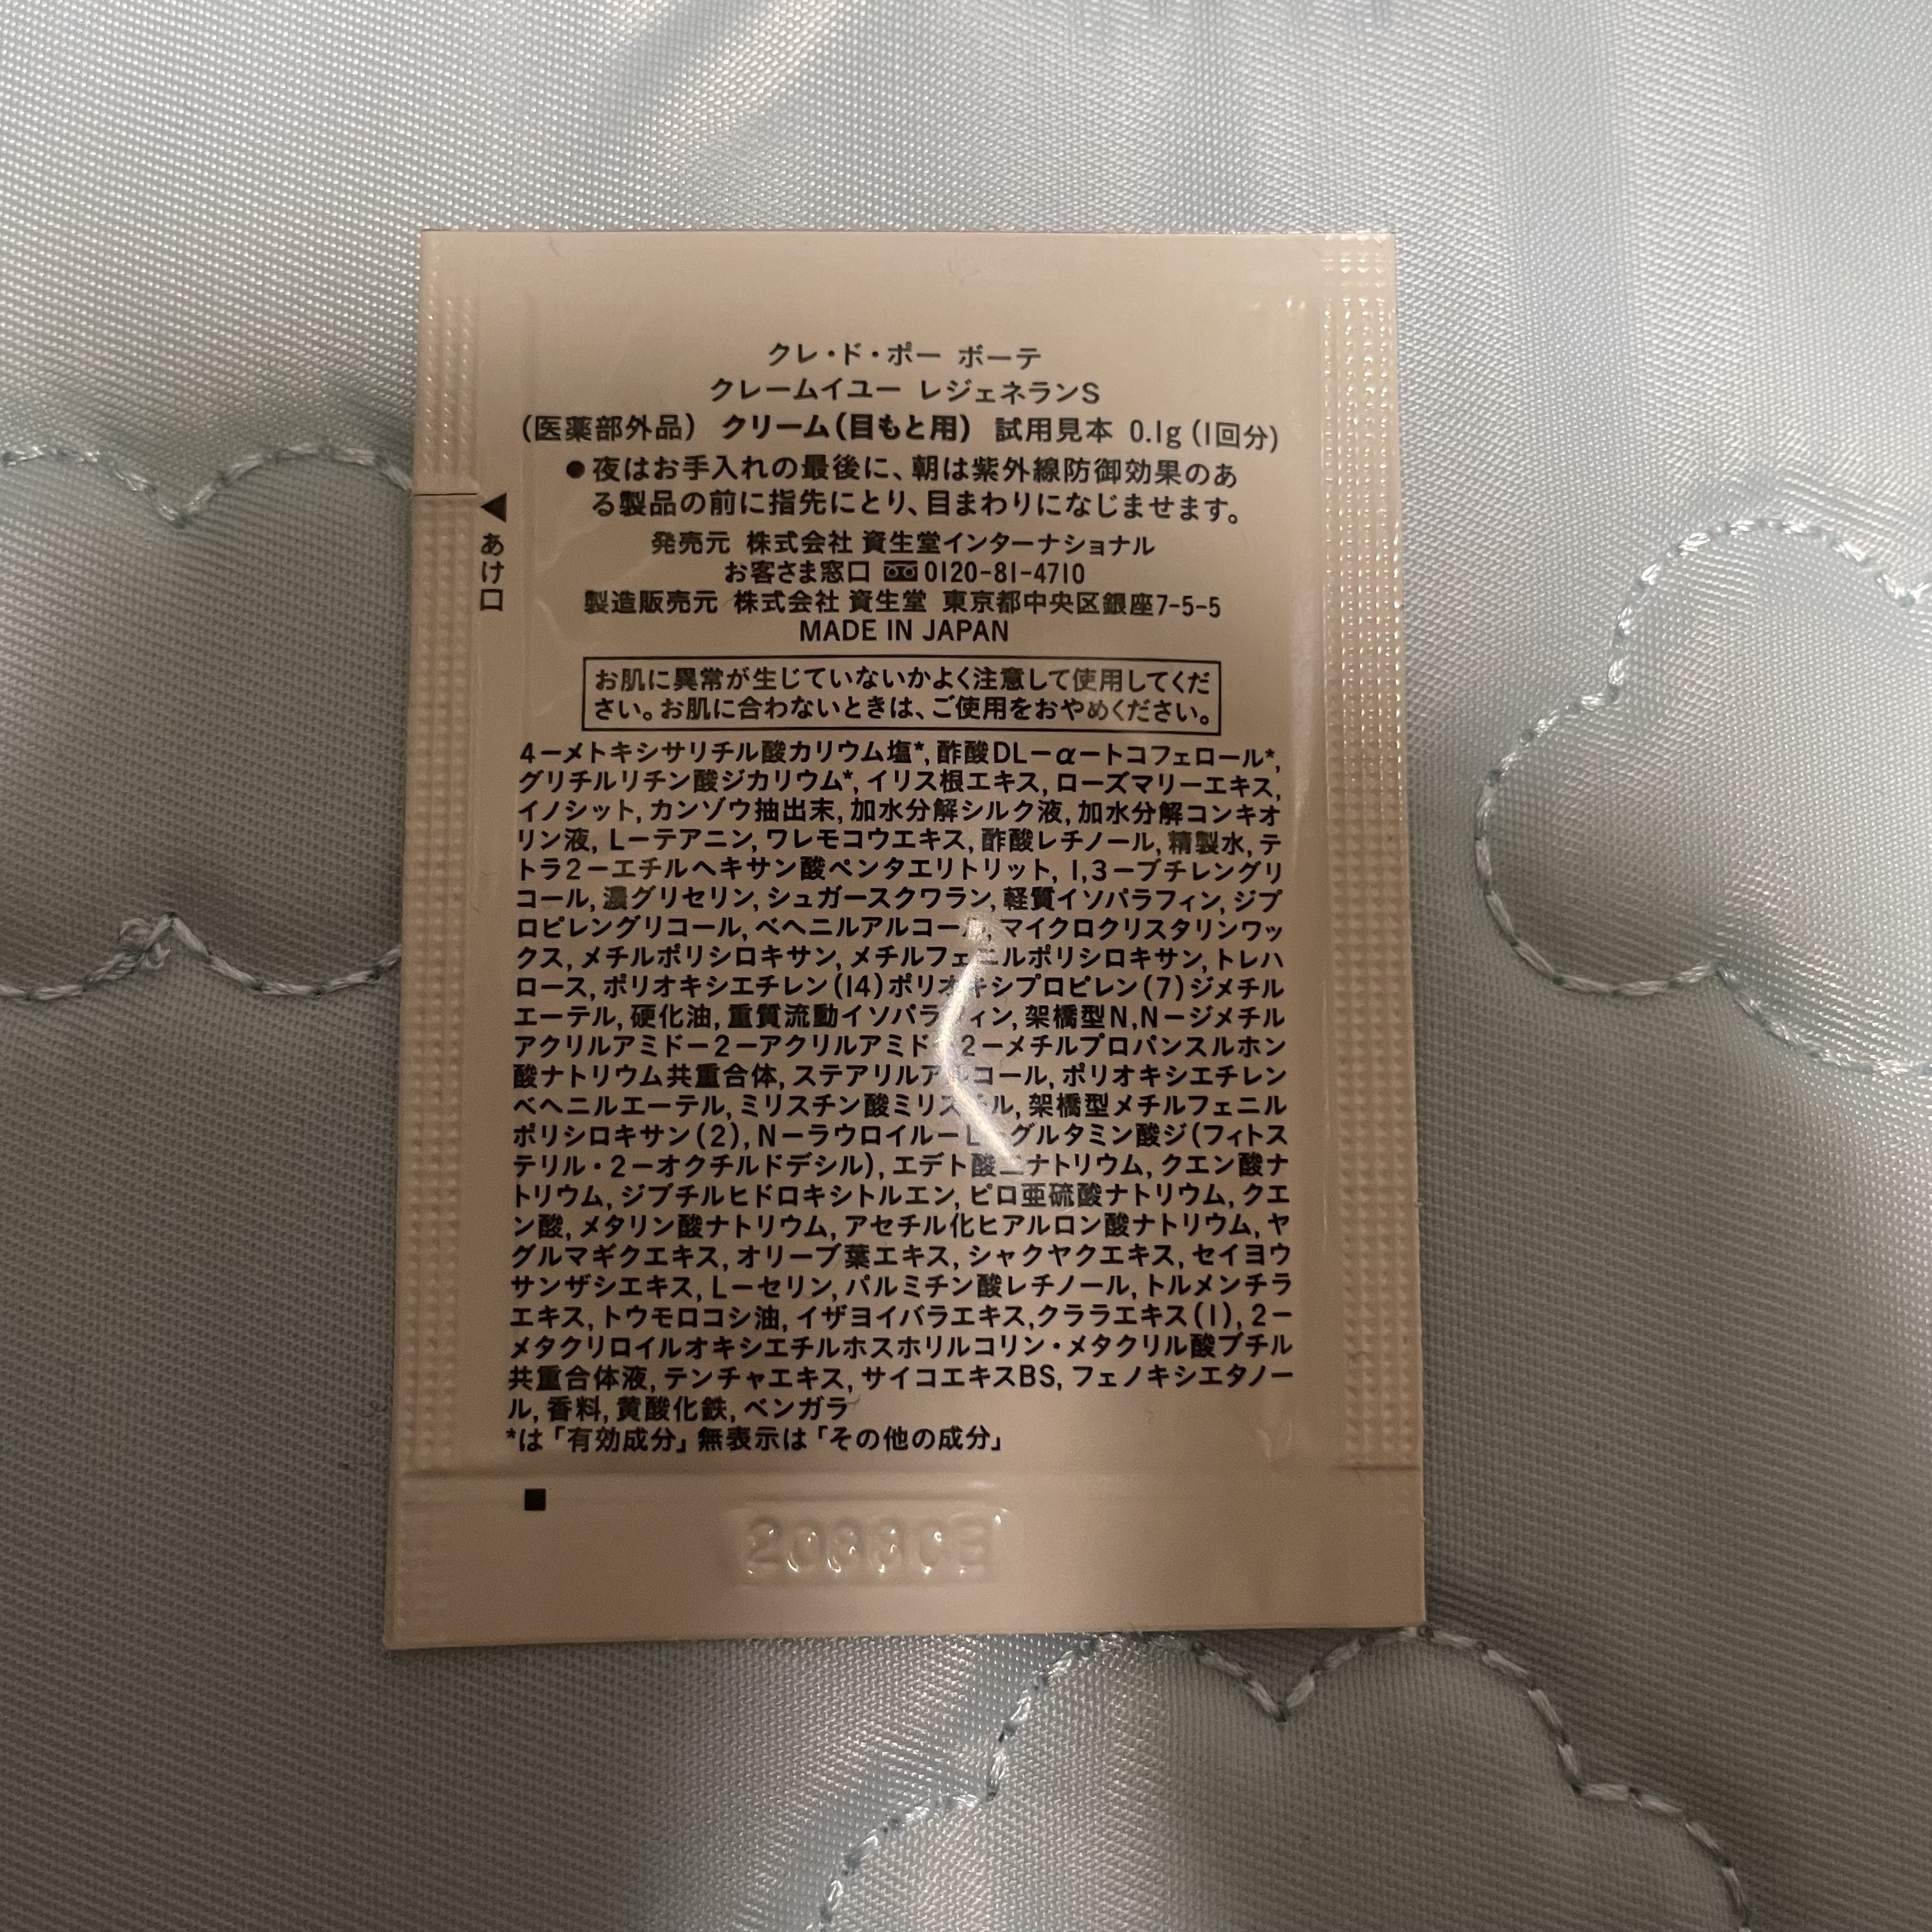 クレ・ド・ポー ボーテ
クレームイユー レジェネランS
(医薬部外品) クリーム(目もと用) 試用見本 0.1g(1回分)
●夜はお手入れの最後に、朝は紫外線防御効果のあ
る製品の前に指先にとり、目まわりになじませます。
◀あけ口
発売元 株式会社 資生堂インターナショナル
お客さま窓口 0120-81-4710
製造販売元 株式会社 資生堂 東京都中央区銀座7-5-5
MADE IN JAPAN
お肌に異常が生じていないかよく注意して使用してくだ
さい。お肌に合わないときは、ご使用をおやめください。
4ーメトキシサリチル酸カリウム塩*, 酢酸DLーαートコフェロール*,
グリチルリチン酸ジカリウム*, イリス根エキス, ローズマリーエキス,
イノシット, カンゾウ抽出末, 加水分解シルク液, 加水分解コンキオ
リン液, Lーテアニン, ワレモコウエキス, 酢酸レチノール, 精製水, テ
トラ2ーエチルヘキサン酸ペンタエリトリット, 1,3ーブチレングリ
コール, 濃グリセリン, シュガースクワラン, 軽質イソパラフィン, ジプ
ロピレングリコール, ベヘニルアルコール, マイクロクリスタリンワッ
クス, メチルポリシロキサン, メチルフェニルポリシロキサン, トレハ
ロース, ポリオキシエチレン(14)ポリオキシプロピレン(7)ジメチル
エーテル, 硬化油, 重質流動イソパラフィン, 架橋型N,Nージメチル
アクリルアミドー2ーアクリルアミドー2ーメチルプロパンスルホン
酸ナトリウム共重合体, ステアリルアルコール, ポリオキシエチレン
ベヘニルエーテル, ミリスチン酸ミリスチル, 架橋型メチルフェニル
ポリシロキサン(2), NーラウロイルーLーグルタミン酸ジ(フィトス
テリル・2ーオクチルドデシル), エデト酸二ナトリウム, クエン酸ナ
トリウム, ジブチルヒドロキシトルエン, ピロ亜硫酸ナトリウム, クエ
ン酸, メタリン酸ナトリウム, アセチル化ヒアルロン酸ナトリウム, ヤ
グルマギクエキス, オリーブ葉エキス, シャクヤクエキス, セイヨウ
サンザシエキス, Lーセリン, パルミチン酸レチノール, トルメンチラ
エキス, トウモロコシ油, イザヨイバラエキス, クララエキス(1), 2ー
メタクリロイルオキシエチルホスホリルコリン・メタクリル酸ブチル
共重合体液, テンチャエキス, サイコエキスBS, フェノキシエタノー
ル, 香料, 黄酸化鉄, ベンガラ
*は「有効成分」無表示は「その他の成分」